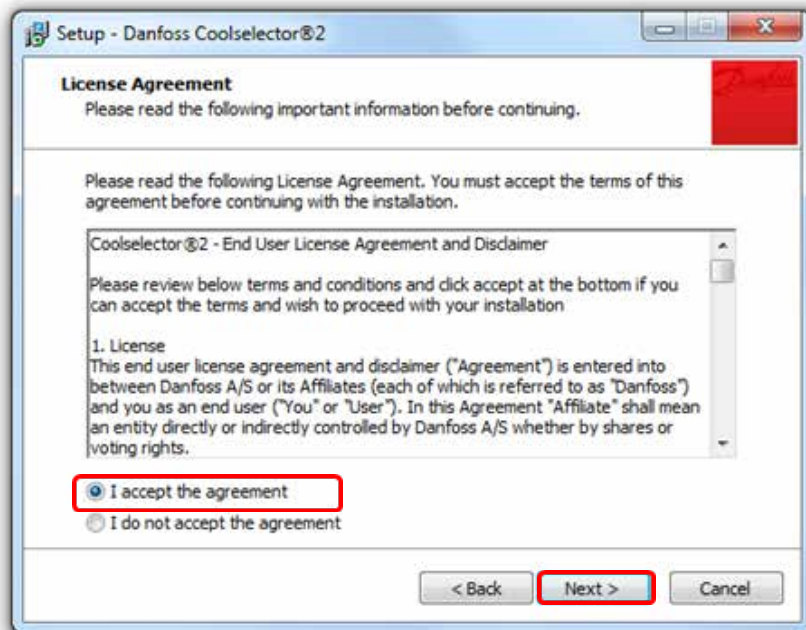 Setup - Danfoss Coolselector®2
License Agreement
Please read the following important information before continuing.
Danfoss
Please read the following License Agreement. You must accept the terms of this
agreement before continuing with the installation.
Coolselector®2 - End User License Agreement and Disclaimer
Please review below terms and conditions and click accept at the bottom if you
can accept the terms and wish to proceed with your installation
1. License
This end user license agreement and disclaimer ("Agreement") is entered into
between Danfoss A/S or its Affiliates (each of which is referred to as "Danfoss")
and you as an end user ("You" or "User"). In this Agreement "Affiliate" shall mean
an entity directly or indirectly controlled by Danfoss A/S whether by shares or
voting rights.
I accept the agreement
I do not accept the agreement
< Back
Next >
Cancel